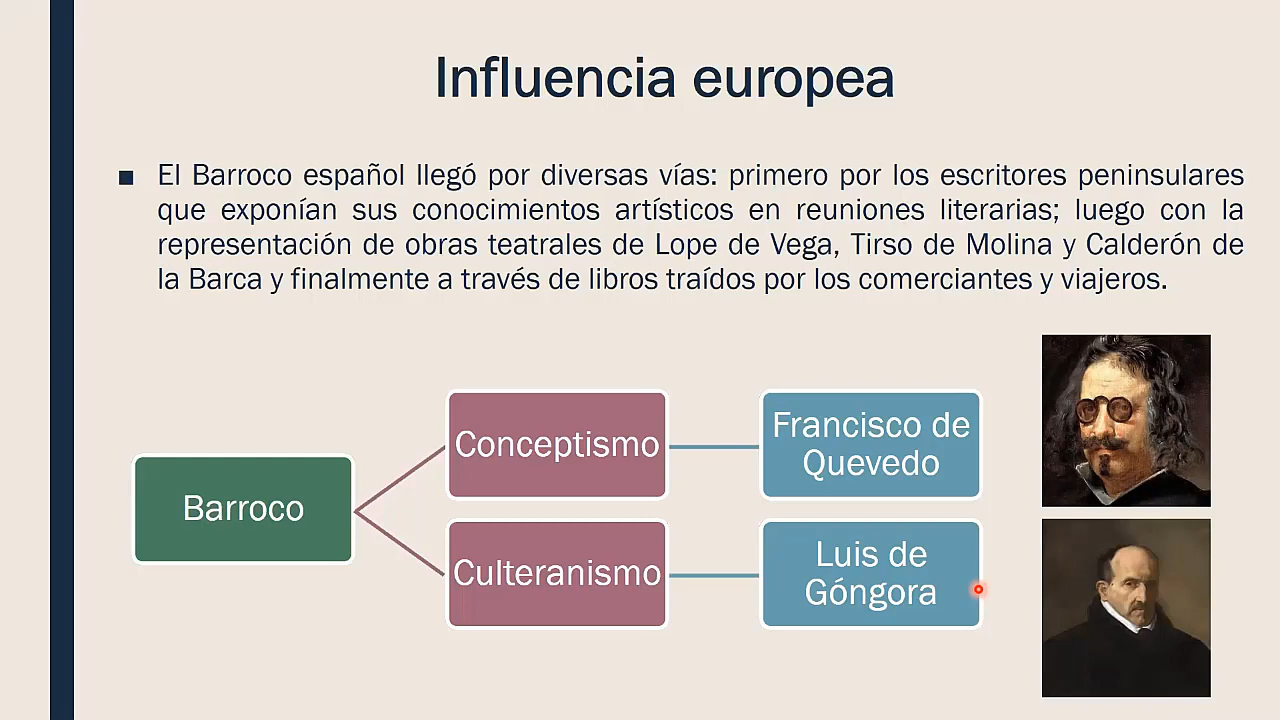 Influencia europea
▪ El Barroco español llegó por diversas vías: primero por los escritores peninsulares
que exponían sus conocimientos artísticos en reuniones literarias; luego con la
representación de obras teatrales de Lope de Vega, Tirso de Molina y Calderón de
la Barca y finalmente a través de libros traídos por los comerciantes y viajeros.
Barroco
Conceptismo
Francisco de
Quevedo
Culteranismo
Luis de
Góngora